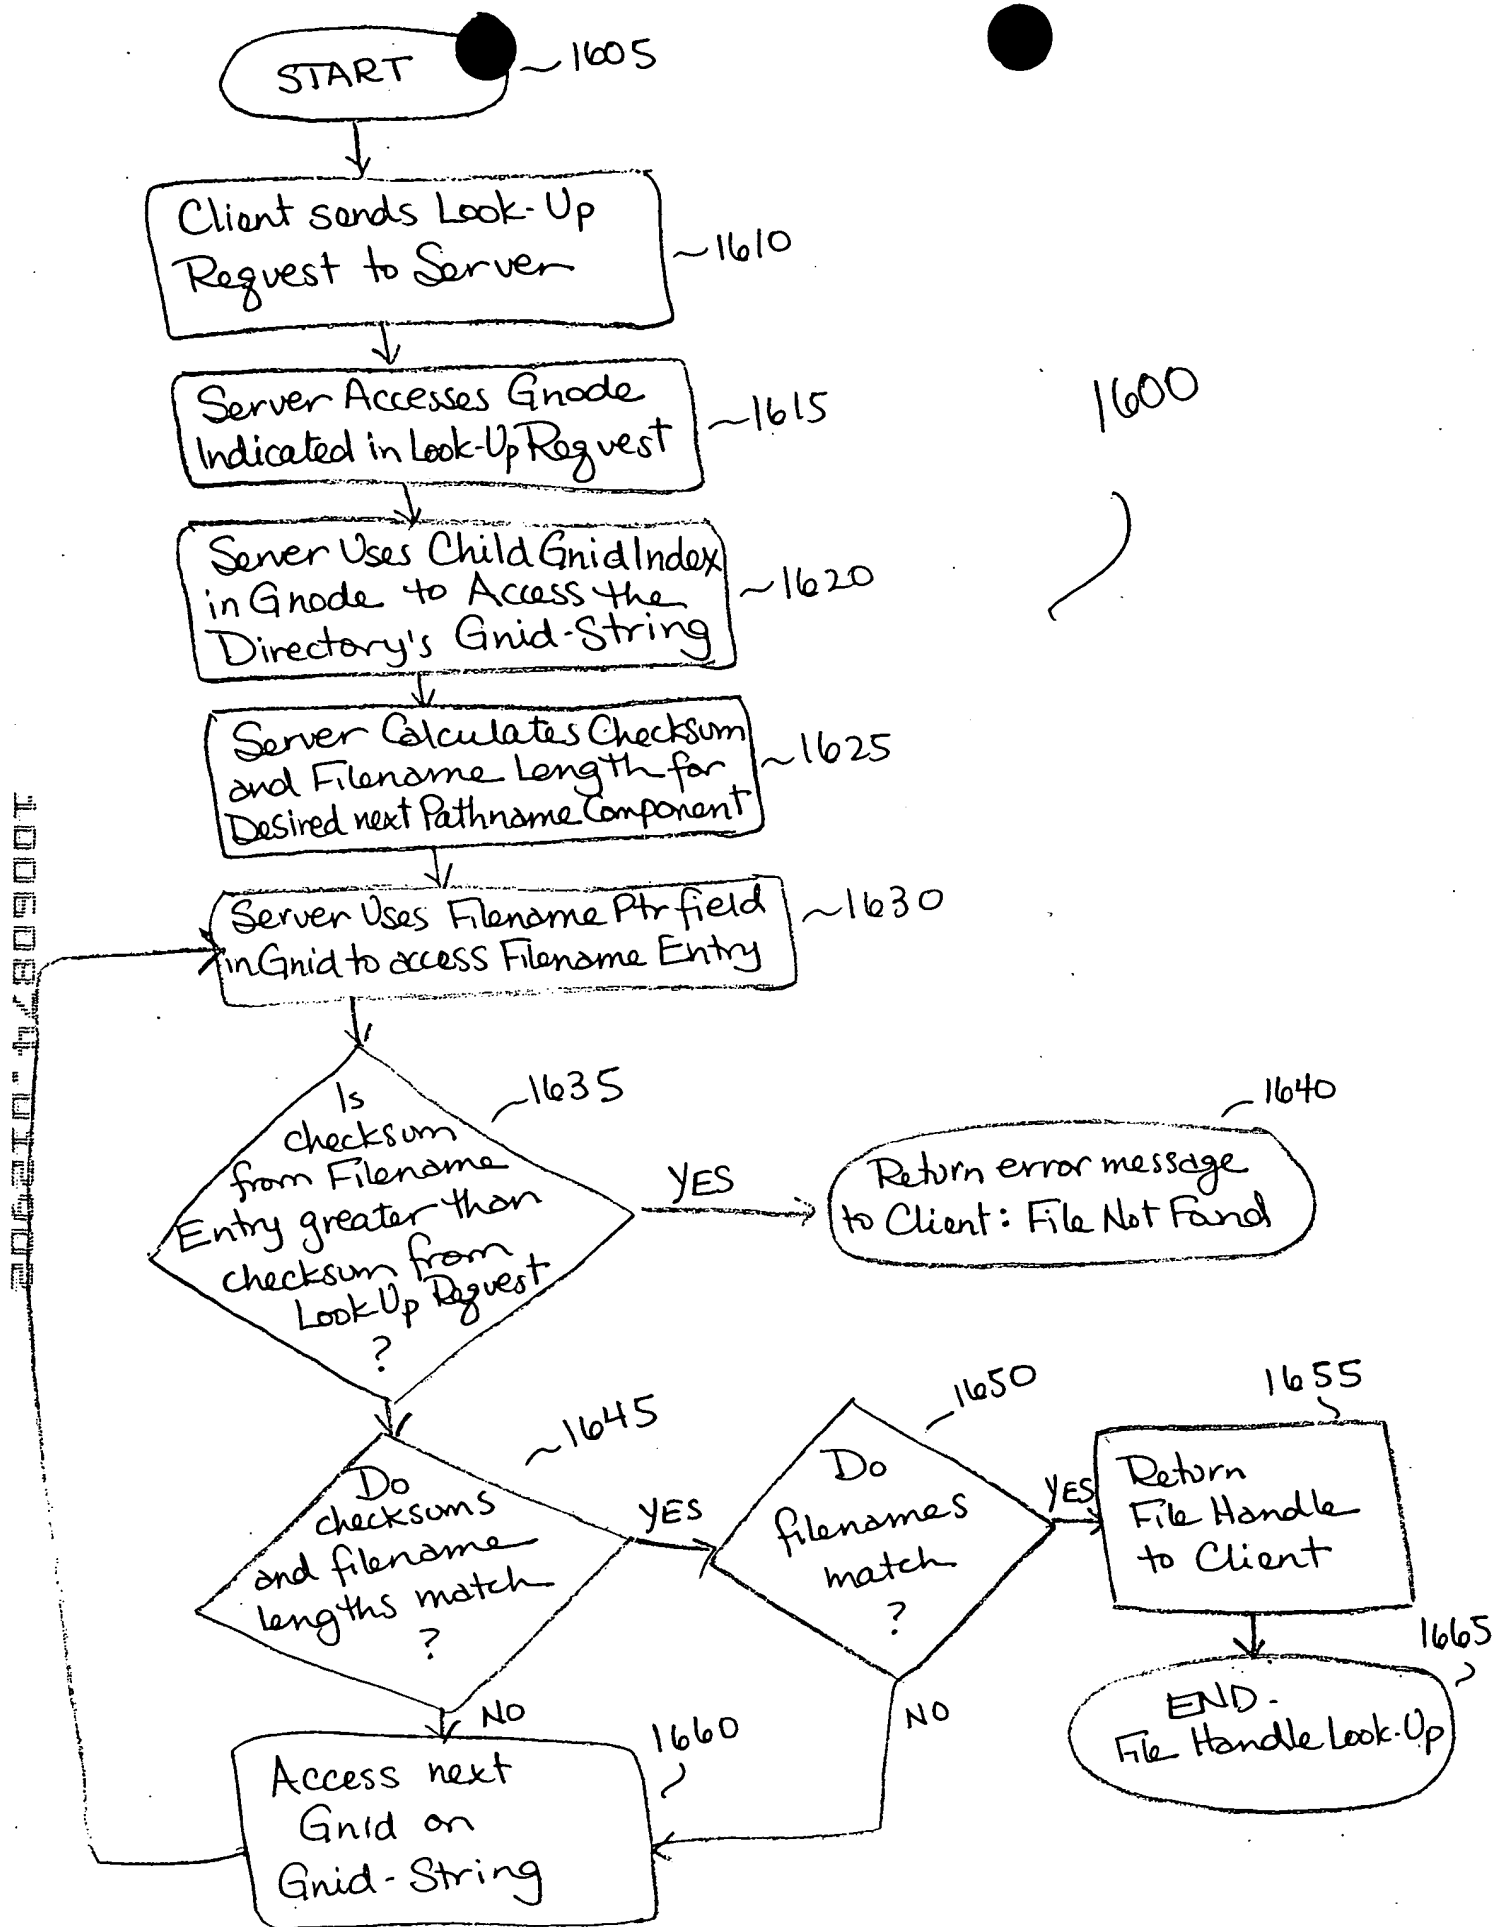 START
1605
Client sends Look-Up
Request to Server
1610
Server Accesses Gnode
Indicated in Look-Up Request
1615
1600
Server Uses Child Gnid Index
in Gnode to Access the
Directory's Gnid-String
1620
Server Calculates Checksum
and Filename Length for
Desired next Pathname Component
1625
Server Uses Filename Ptr field
in Gnid to access Filename Entry
1630
Is
checksum
from Filename
Entry greater than
checksum from
Look-Up Request
?
1635
YES
1640
Return error message
to Client: File Not Found
Do
checksums
and filename
lengths match
?
1645
YES
NO
Do
filenames
match
?
1650
YES
NO
1655
Return
File Handle
to Client
1665
END -
File Handle Look-Up
1660
Access next
Gnid on
Gnid-String